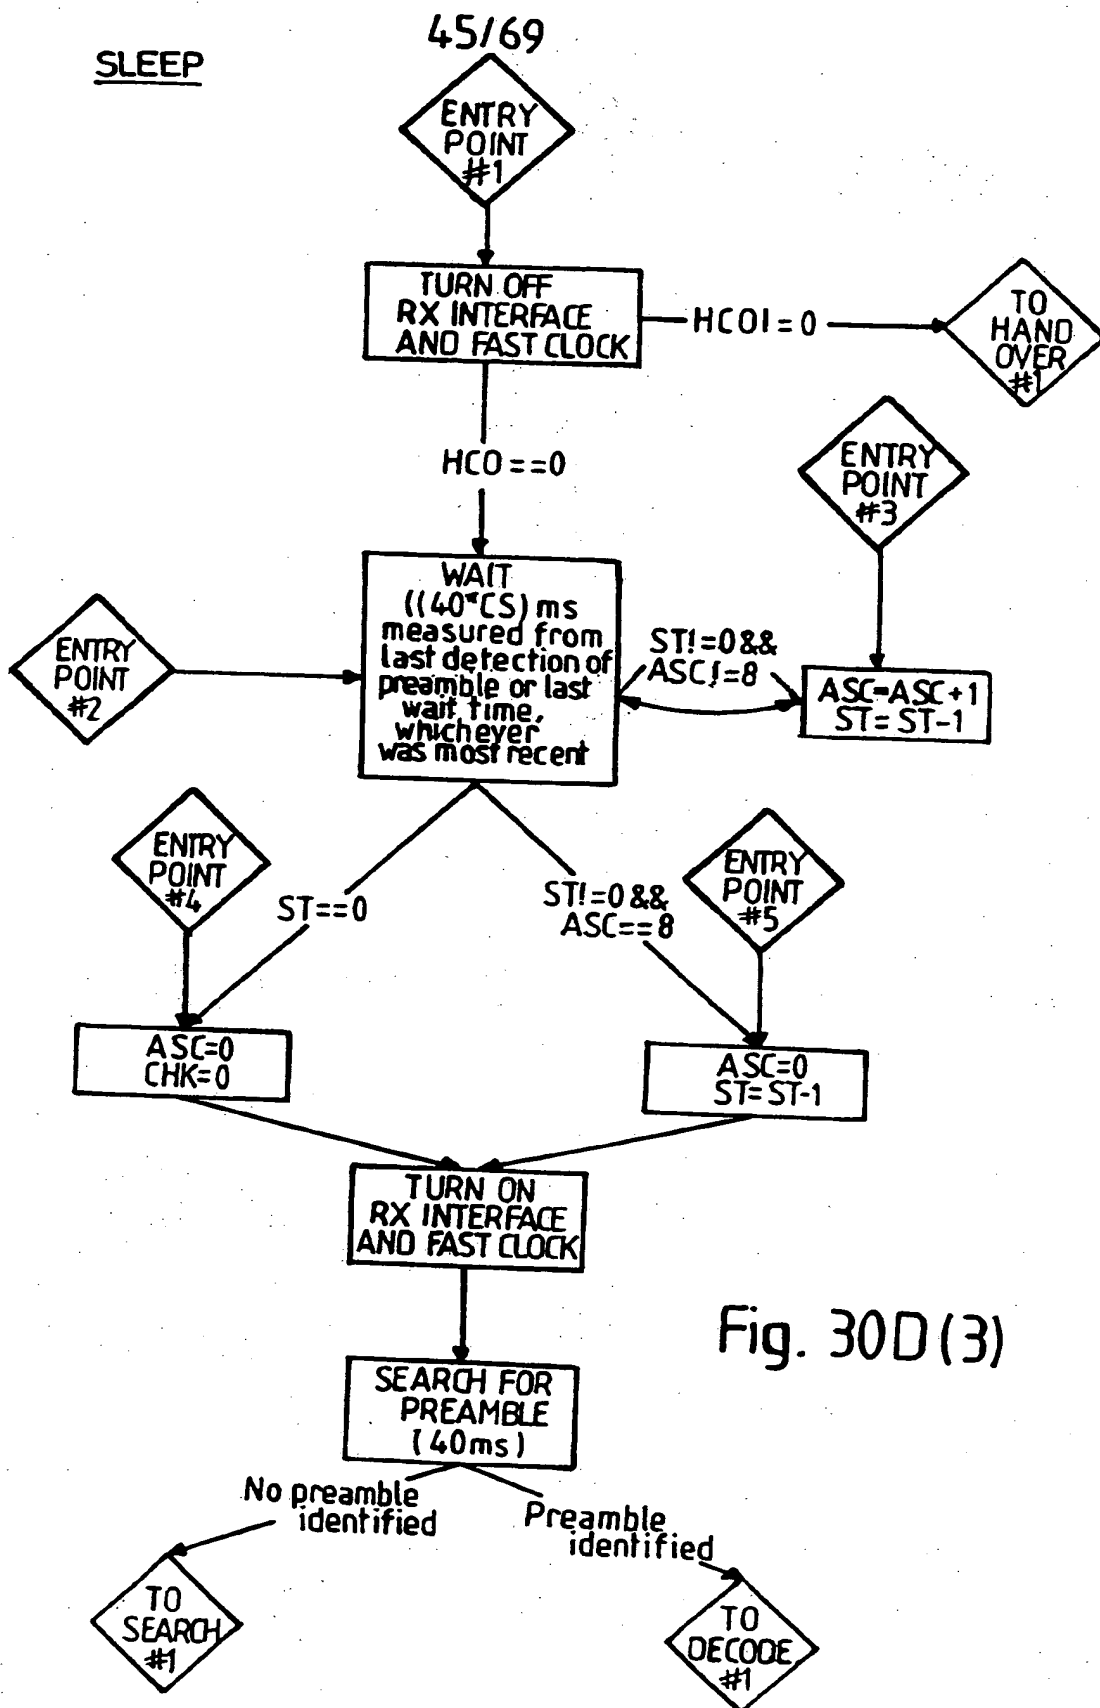 45/69
SLEEP
ENTRY
POINT
#1
TURN OFF
RX INTERFACE
AND FAST CLOCK
HCO!=0
TO
HAND
OVER
#1
HCO==0
ENTRY
POINT
#3
WAIT
((40*CS) ms
measured from
last detection of
preamble or last
wait time,
whichever
was most recent
ENTRY
POINT
#2
ST!=0 &&
ASC!=8
ASC=ASC+1
ST=ST-1
ENTRY
POINT
#4
ST==0
ST!=0 &&
ASC==8
ENTRY
POINT
#5
ASC=0
CHK=0
ASC=0
ST=ST-1
TURN ON
RX INTERFACE
AND FAST CLOCK
Fig. 30D(3)
SEARCH FOR
PREAMBLE
(40ms)
No preamble
identified
Preamble
identified
TO
SEARCH
#1
TO
DECODE
#1